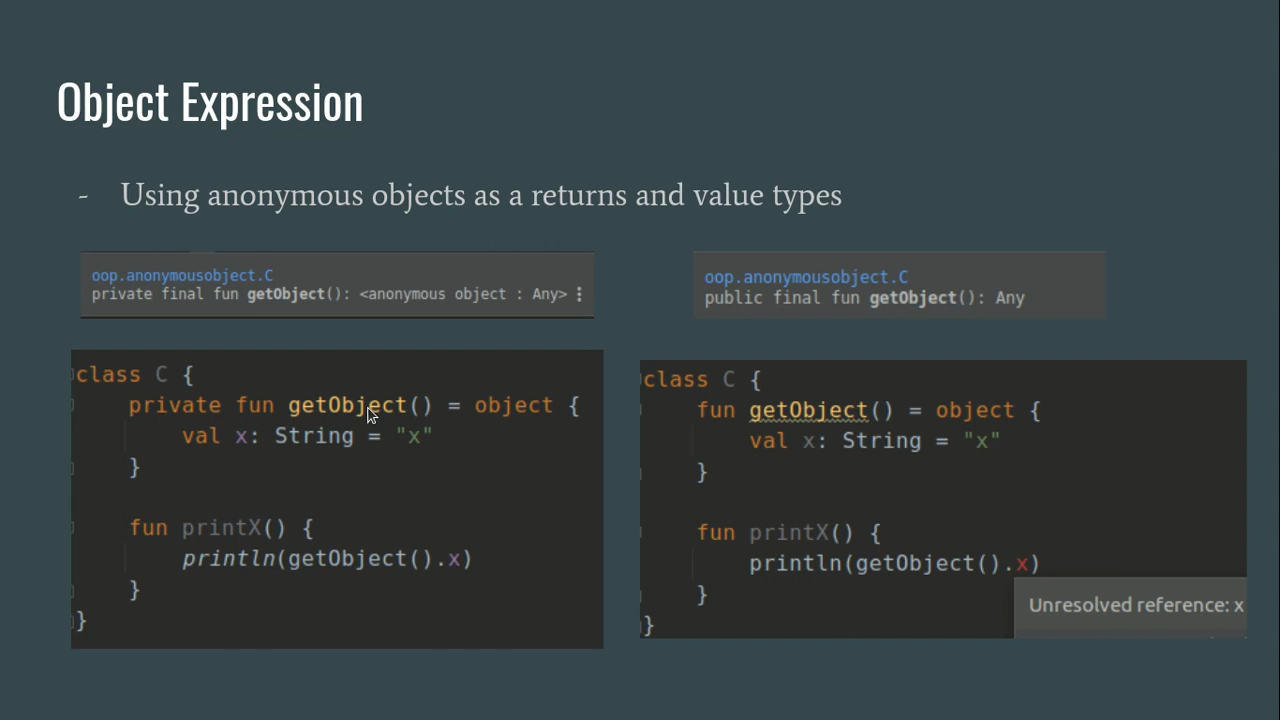 Object Expression
- Using anonymous objects as a returns and value types
oop.anonymousobject.C
private final fun getObject(): <anonymous object : Any>
class C {
private fun getObject() = object {
val x: String = "x"
}
fun printX() {
println(getObject().x)
}
}
oop.anonymousobject.C
public final fun getObject(): Any
class C {
fun getObject() = object {
val x: String = "x"
}
fun printX() {
println(getObject().x)
}
}
Unresolved reference: x